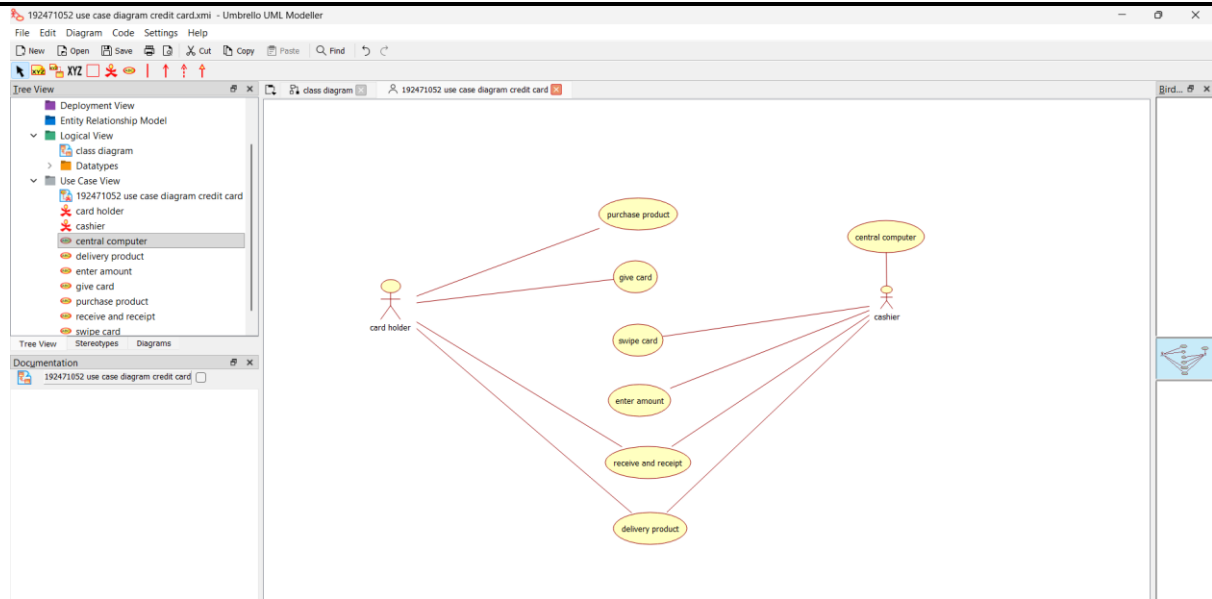 192471052 use case diagram credit card.xmi - Umbrello UML Modeller
File Edit Diagram Code Settings Help
New Open Save Cut Copy Paste Find
XYZ XYZ
Tree View
class diagram
192471052 use case diagram credit card
Bird...
Deployment View
Entity Relationship Model
Logical View
class diagram
Datatypes
Use Case View
192471052 use case diagram credit card
card holder
cashier
central computer
delivery product
enter amount
give card
purchase product
receive and receipt
swipe card
Tree View Stereotypes Diagrams
Documentation
192471052 use case diagram credit card
purchase product
central computer
give card
cashier
card holder
swipe card
enter amount
receive and receipt
delivery product